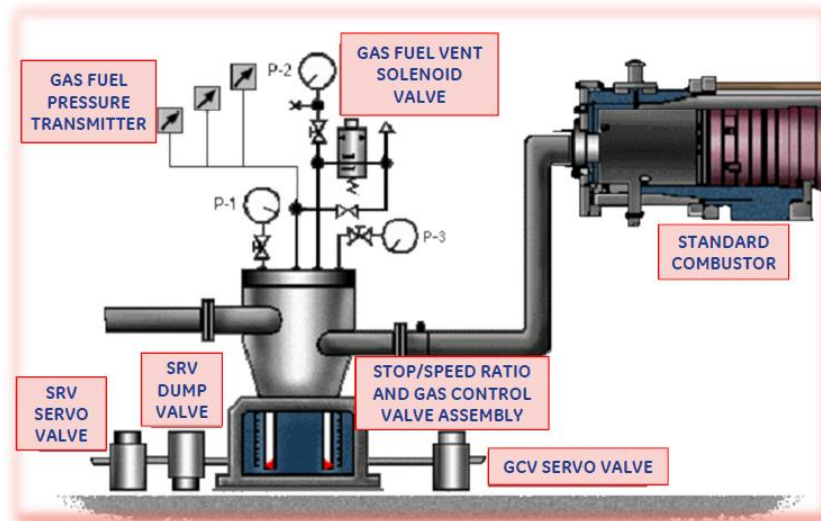 GAS FUEL
PRESSURE
TRANSMITTER
P-2
GAS FUEL VENT
SOLENOID
VALVE
P-1
P-3
STANDARD
COMBUSTOR
SRV
SERVO
VALVE
SRV
DUMP
VALVE
STOP/SPEED RATIO
AND GAS CONTROL
VALVE ASSEMBLY
GCV SERVO VALVE